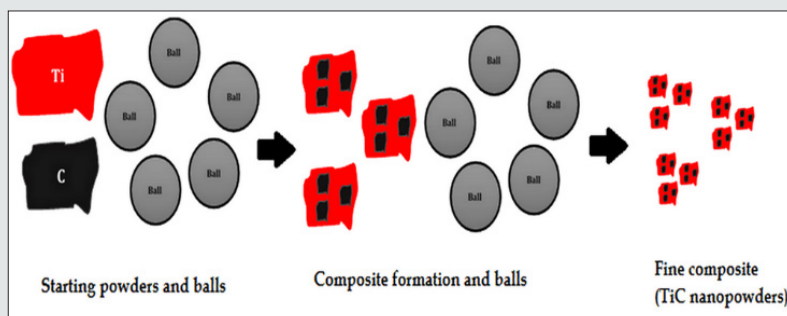 Ti
Ball
Ball
Ball
C
Ball
Ball
Ball
Ball
Ball
Ball
Ball
Starting powders and balls
Composite formation and balls
Fine composite
(TiC nanopowders)